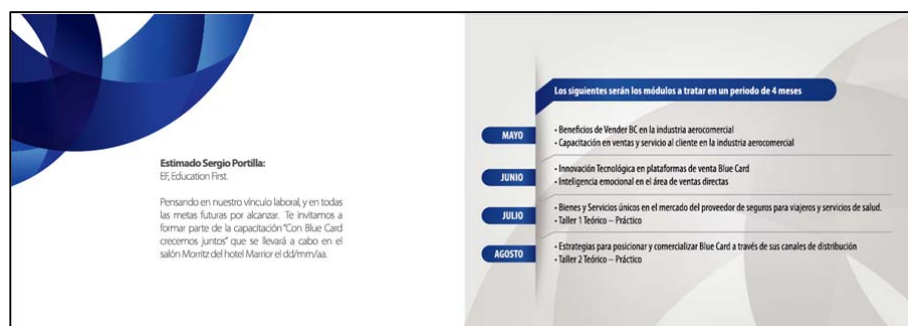 Estimado Sergio Portilla:
EF, Education First.
Pensando en nuestro vínculo laboral, y en todas
las metas futuras por alcanzar. Te invitamos a
formar parte de la capacitación "Con Blue Card
crecemos juntos" que se llevará a cabo en el
salón Morritz del hotel Marrior el dd/mm/aa.
Los siguientes serán los módulos a tratar en un periodo de 4 meses
MAYO
• Beneficios de Vender BC en la industria aerocomercial
• Capacitación en ventas y servicio al cliente en la industria aerocomercial
JUNIO
• Innovación Tecnológica en plataformas de venta Blue Card
• Inteligencia emocional en el área de ventas directas
JULIO
• Bienes y Servicios únicos en el mercado del proveedor de seguros para viajeros y servicios de salud.
• Taller 1 Teórico – Práctico
AGOSTO
• Estrategias para posicionar y comercializar Blue Card a través de sus canales de distribución
• Taller 2 Teórico – Práctico